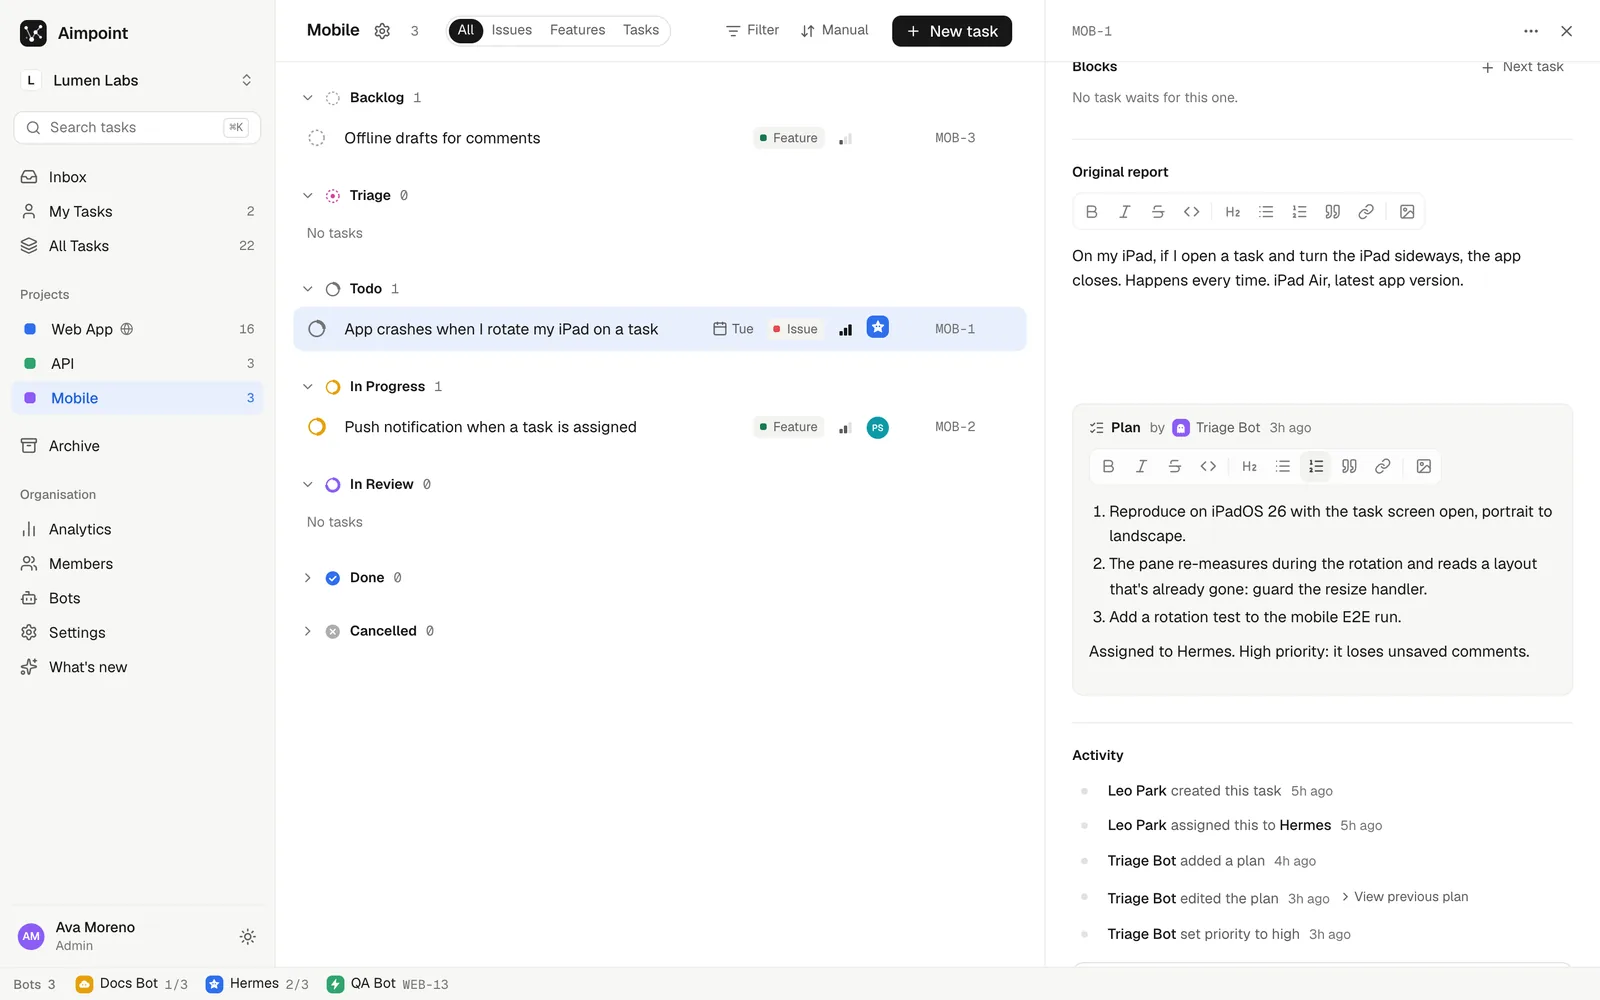 Aimpoint
L Lumen Labs
Search tasks ⌘K
Inbox
My Tasks 2
All Tasks 22
Projects
Web App 16
API 3
Mobile 3
Archive
Organisation
Analytics
Members
Bots
Settings
What's new
AM Ava Moreno
Admin
Mobile 3 All Issues Features Tasks Filter Manual + New task
Backlog 1
Offline drafts for comments Feature MOB-3
Triage 0
No tasks
Todo 1
App crashes when I rotate my iPad on a task Tue Issue MOB-1
In Progress 1
Push notification when a task is assigned Feature PS MOB-2
In Review 0
No tasks
Done 0
Cancelled 0
MOB-1
Blocks + Next task
No task waits for this one.
Original report
B I S <> H2
On my iPad, if I open a task and turn the iPad sideways, the app
closes. Happens every time. iPad Air, latest app version.
Plan by Triage Bot 3h ago
B I S <> H2
1. Reproduce on iPadOS 26 with the task screen open, portrait to
landscape.
2. The pane re-measures during the rotation and reads a layout
that's already gone: guard the resize handler.
3. Add a rotation test to the mobile E2E run.
Assigned to Hermes. High priority: it loses unsaved comments.
Activity
Leo Park created this task 5h ago
Leo Park assigned this to Hermes 5h ago
Triage Bot added a plan 4h ago
Triage Bot edited the plan 3h ago View previous plan
Triage Bot set priority to high 3h ago
Bots 3 Docs Bot 1/3 Hermes 2/3 QA Bot WEB-13